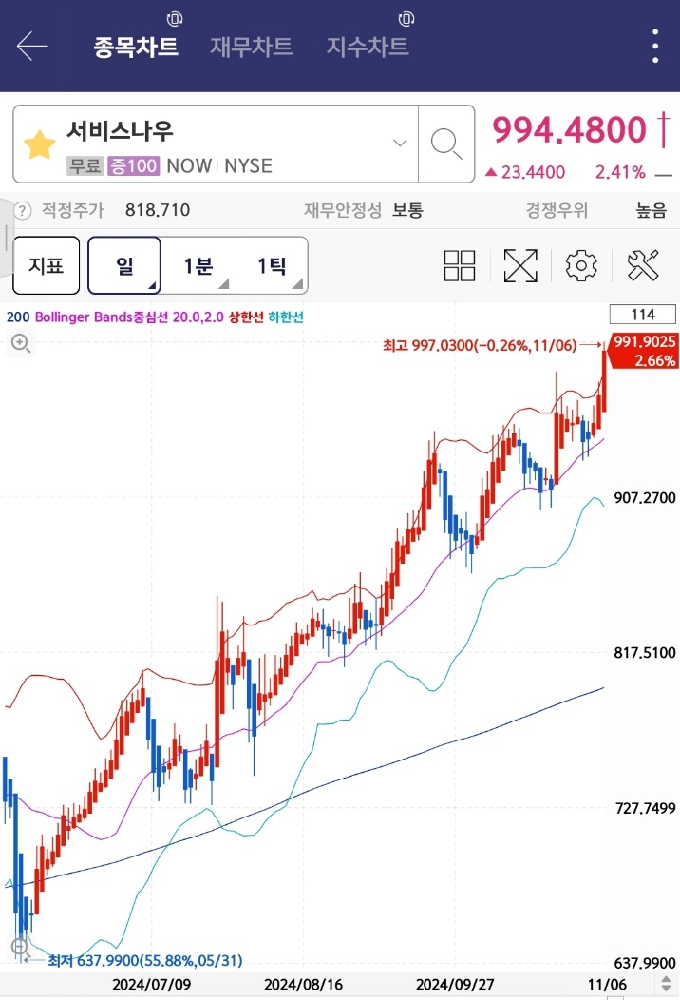 종목차트 재무차트 지수차트
서비스나우
무료 증100 NOW NYSE
994.4800
▲ 23.4400 2.41%
? 적정주가 818.710 재무안정성 보통 경쟁우위 높음
지표 일 1분 1틱
200 Bollinger Bands중심선 20.0,2.0 상한선 하한선
114
최고 997.0300(-0.26%,11/06)
991.9025
2.66%
907.2700
817.5100
727.7499
최저 637.9900(55.88%,05/31)
637.9900
2024/07/09 2024/08/16 2024/09/27 11/06